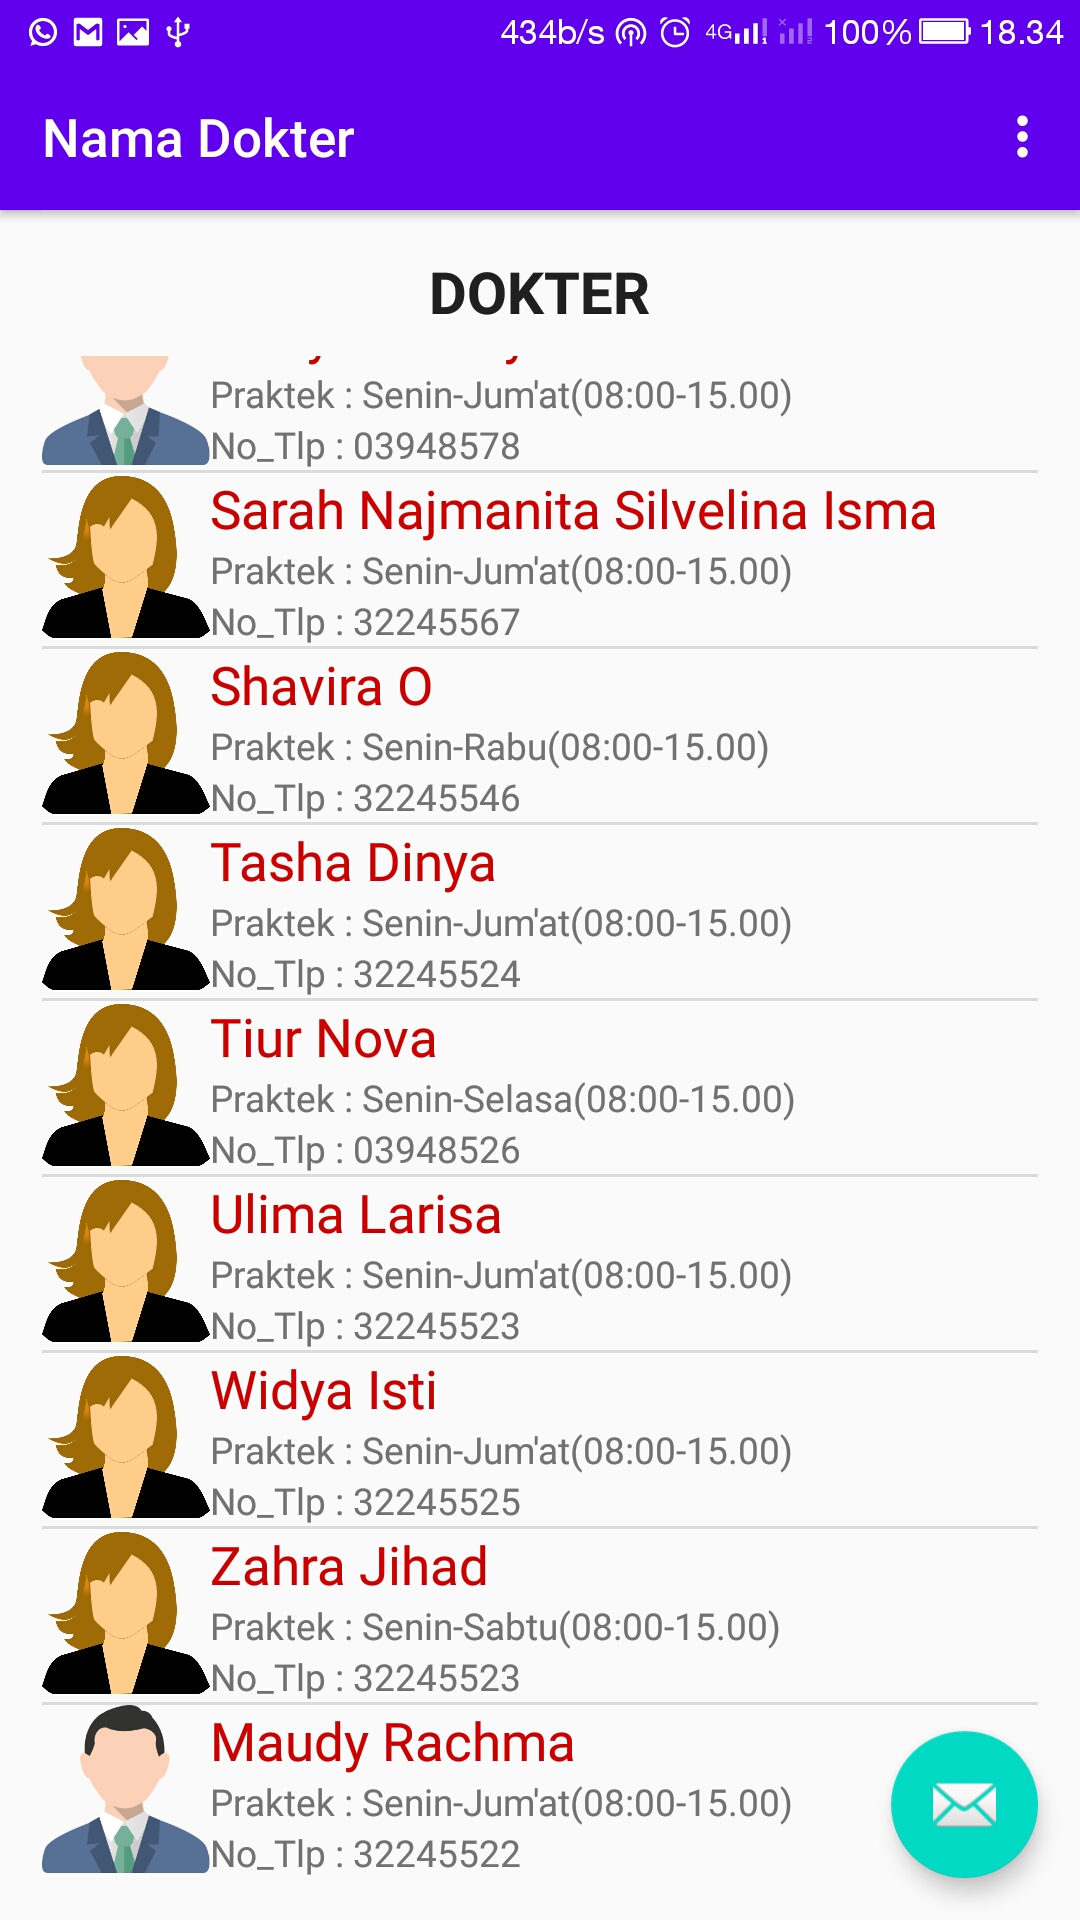 434b/s 4G 100% 18.34
Nama Dokter
DOKTER
Praktek : Senin-Jum'at(08:00-15.00)
No_Tlp : 03948578
Sarah Najmanita Silvelina Isma
Praktek : Senin-Jum'at(08:00-15.00)
No_Tlp : 32245567
Shavira O
Praktek : Senin-Rabu(08:00-15.00)
No_Tlp : 32245546
Tasha Dinya
Praktek : Senin-Jum'at(08:00-15.00)
No_Tlp : 32245524
Tiur Nova
Praktek : Senin-Selasa(08:00-15.00)
No_Tlp : 03948526
Ulima Larisa
Praktek : Senin-Jum'at(08:00-15.00)
No_Tlp : 32245523
Widya Isti
Praktek : Senin-Jum'at(08:00-15.00)
No_Tlp : 32245525
Zahra Jihad
Praktek : Senin-Sabtu(08:00-15.00)
No_Tlp : 32245523
Maudy Rachma
Praktek : Senin-Jum'at(08:00-15.00)
No_Tlp : 32245522